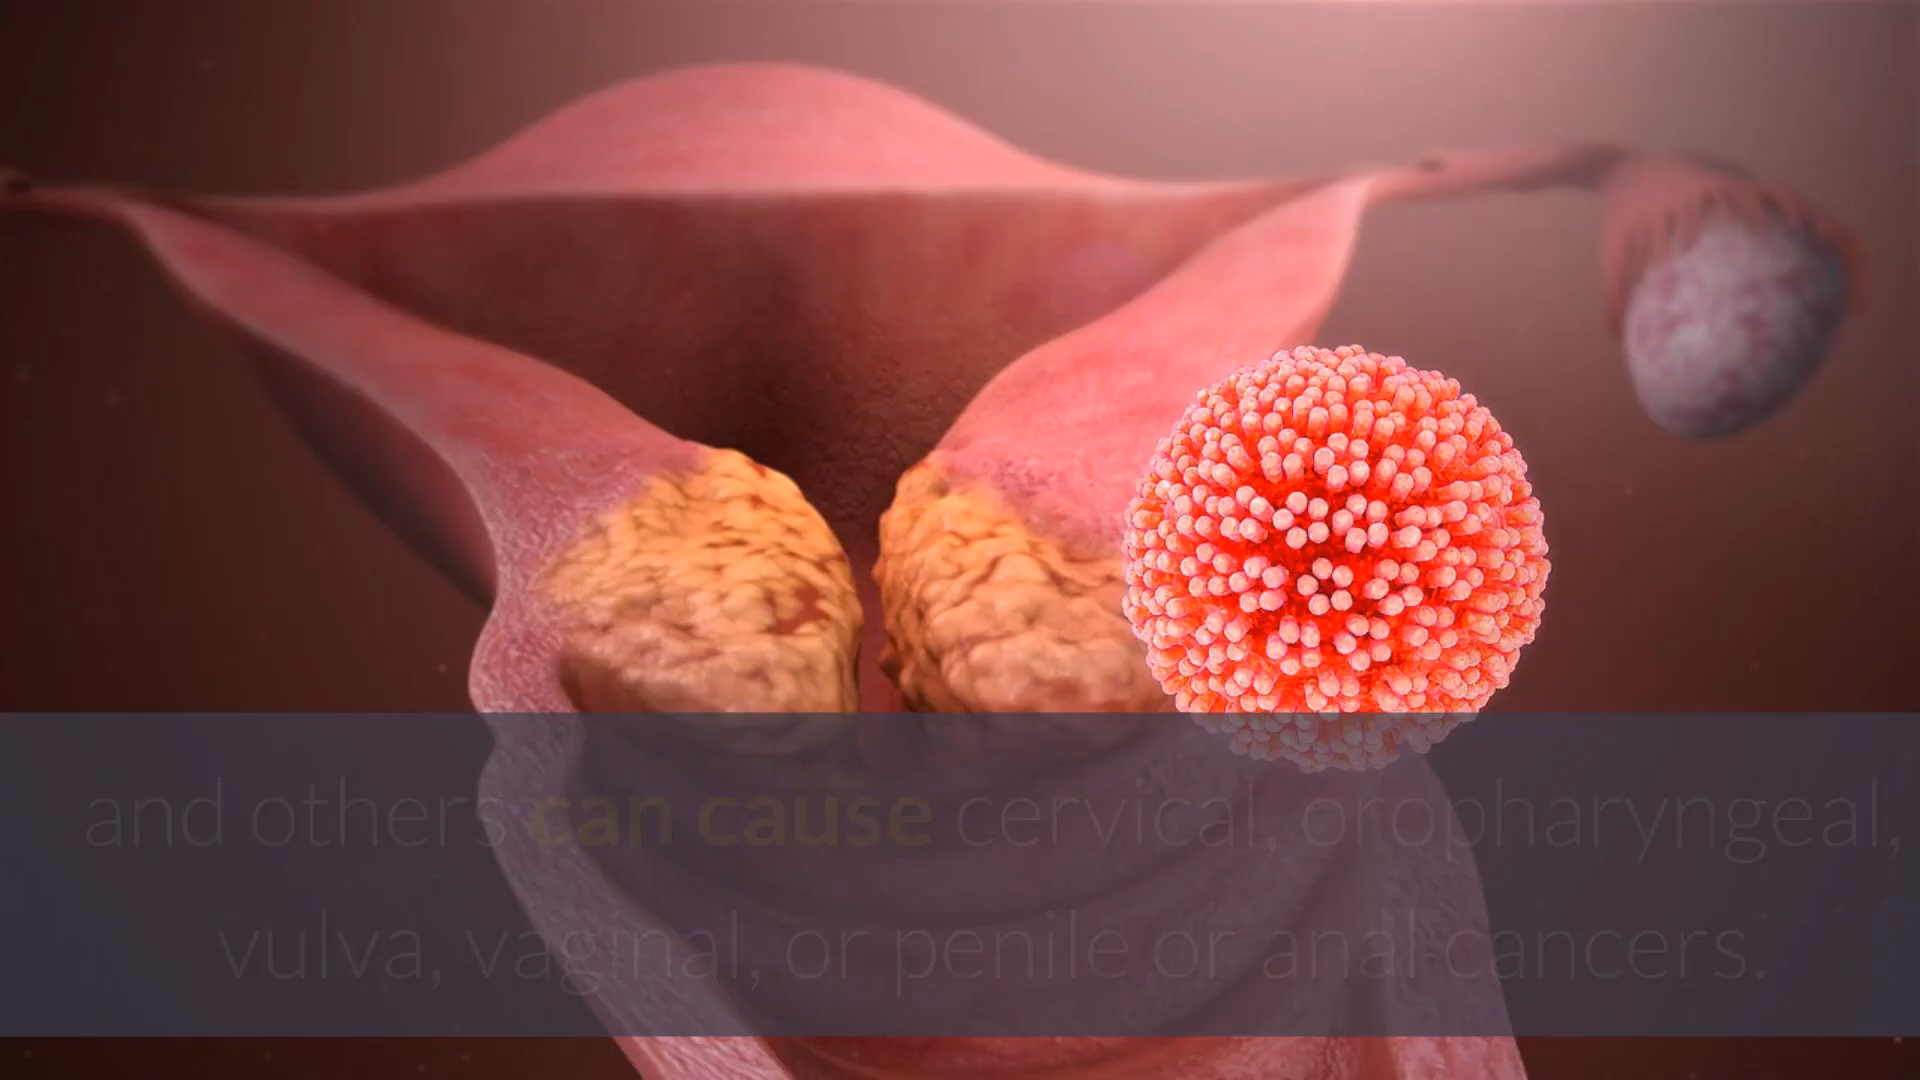 and others can cause cervical, oropharyngeal,
vulva, vaginal, or penile or anal cancers.